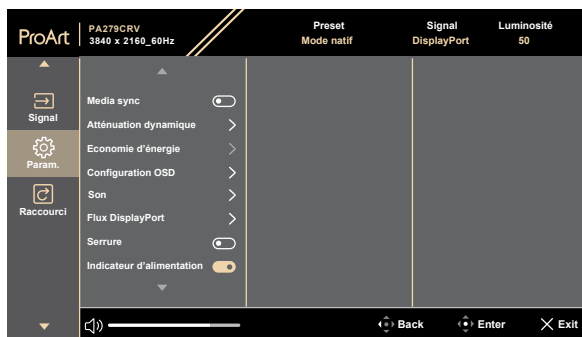 ProArt
PA279CRV
3840 x 2160_60Hz
Preset
Mode natif
Signal
DisplayPort
Luminosité
50
Signal
Param.
Raccourci
Media sync
Atténuation dynamique
Economie d'énergie
Configuration OSD
Son
Flux DisplayPort
Serrure
Indicateur d'alimentation
Back
Enter
Exit